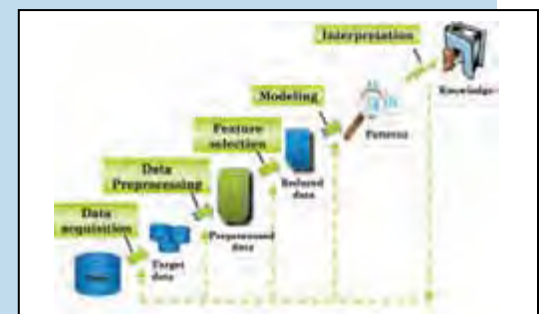 Interpretation
Knowledge
Modeling
Patterns
Feature
selection
Reduced
data
Data
Preprocessing
Preprocessed
data
Data
acquisition
Target
data